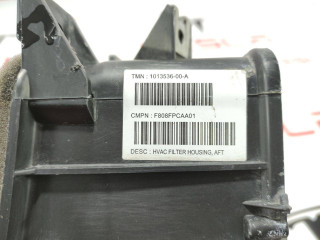 TMN : 1013536-00-A
CMPN : F808FPCAA01
DESC : HVAC FILTER HOUSING, AFT